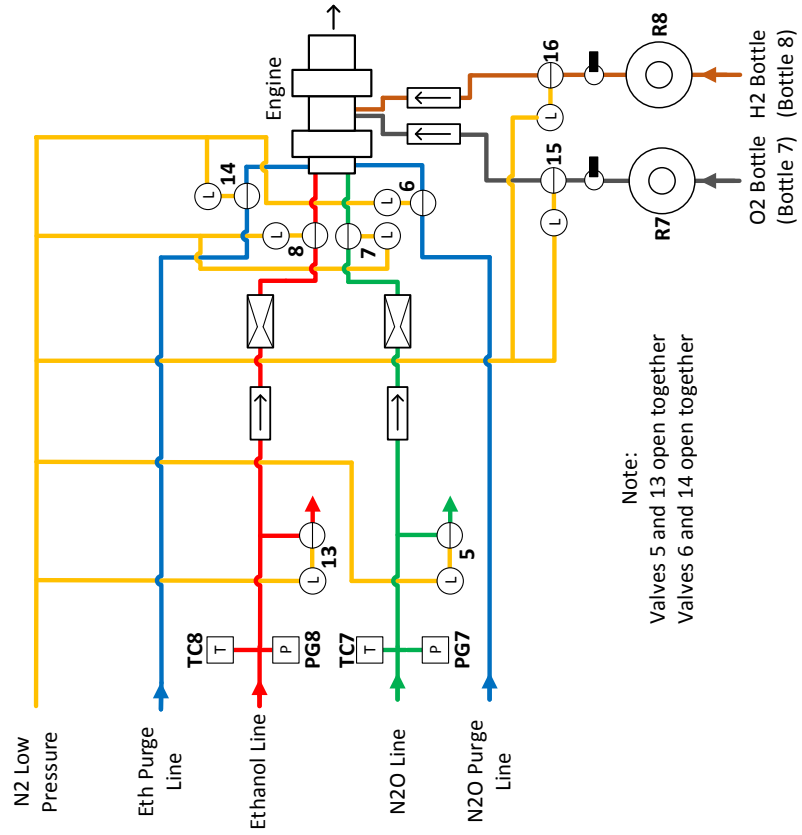 N2 Low
Pressure
Eth Purge
Line
Ethanol Line
N2O Line
N2O Purge
Line
TC8
T
P
PG8
TC7
T
P
PG7
L
13
L
5
L
14
L
8
L
7
L
6
Engine
L
16
L
15
R8
R7
H2 Bottle
(Bottle 8)
O2 Bottle
(Bottle 7)
Note:
Valves 5 and 13 open together
Valves 6 and 14 open together